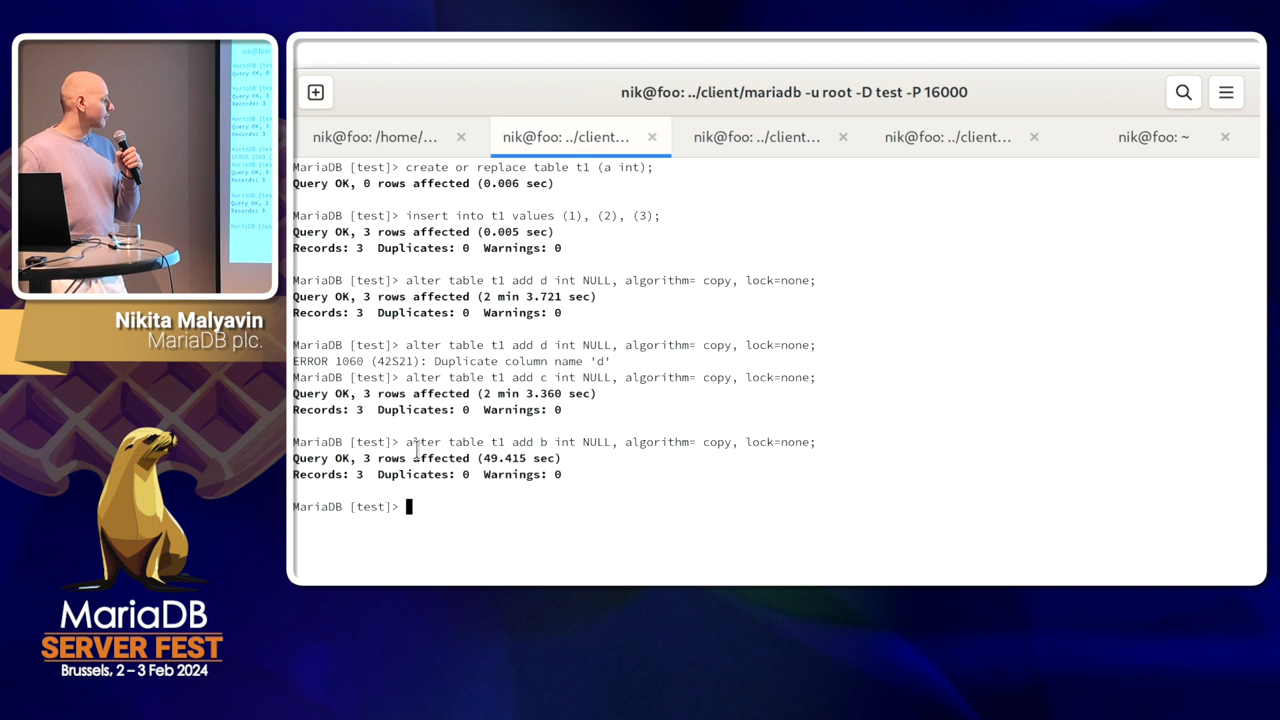 nik@foo: ../client/mariadb -u root -D test -P 16000
nik@foo: /home/...
nik@foo: ../client...
nik@foo: ../client...
nik@foo: ../client...
nik@foo: ~
MariaDB [test]> create or replace table t1 (a int);
Query OK, 0 rows affected (0.006 sec)
MariaDB [test]> insert into t1 values (1), (2), (3);
Query OK, 3 rows affected (0.005 sec)
Records: 3  Duplicates: 0  Warnings: 0
MariaDB [test]> alter table t1 add d int NULL, algorithm= copy, lock=none;
Query OK, 3 rows affected (2 min 3.721 sec)
Records: 3  Duplicates: 0  Warnings: 0
MariaDB [test]> alter table t1 add d int NULL, algorithm= copy, lock=none;
ERROR 1060 (42S21): Duplicate column name 'd'
MariaDB [test]> alter table t1 add c int NULL, algorithm= copy, lock=none;
Query OK, 3 rows affected (2 min 3.360 sec)
Records: 3  Duplicates: 0  Warnings: 0
MariaDB [test]> alter table t1 add b int NULL, algorithm= copy, lock=none;
Query OK, 3 rows affected (49.415 sec)
Records: 3  Duplicates: 0  Warnings: 0
MariaDB [test]>
Nikita Malyavin
MariaDB plc.
MariaDB
SERVER FEST
Brussels, 2 – 3 Feb 2024